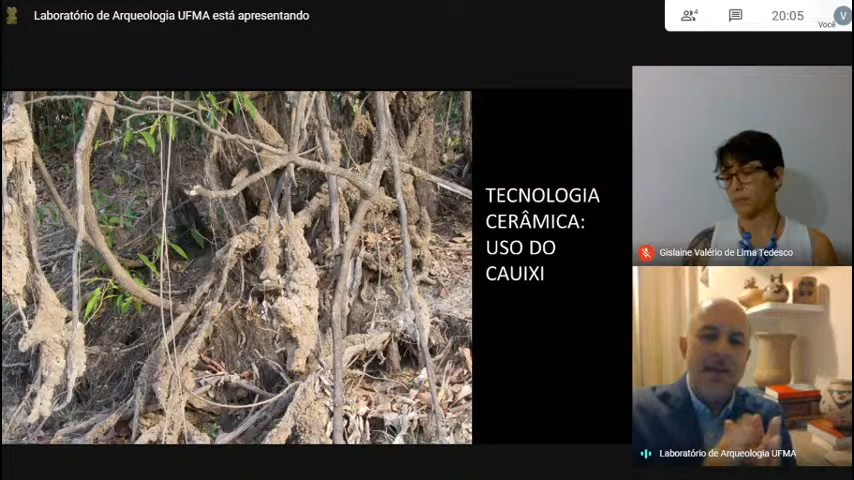 Laboratório de Arqueologia UFMA está apresentando
4
20:05
Você
V
TECNOLOGIA
CERÂMICA:
USO DO
CAUIXI
Gislaine Valério de Lima Tedesco
Laboratório de Arqueologia UFMA